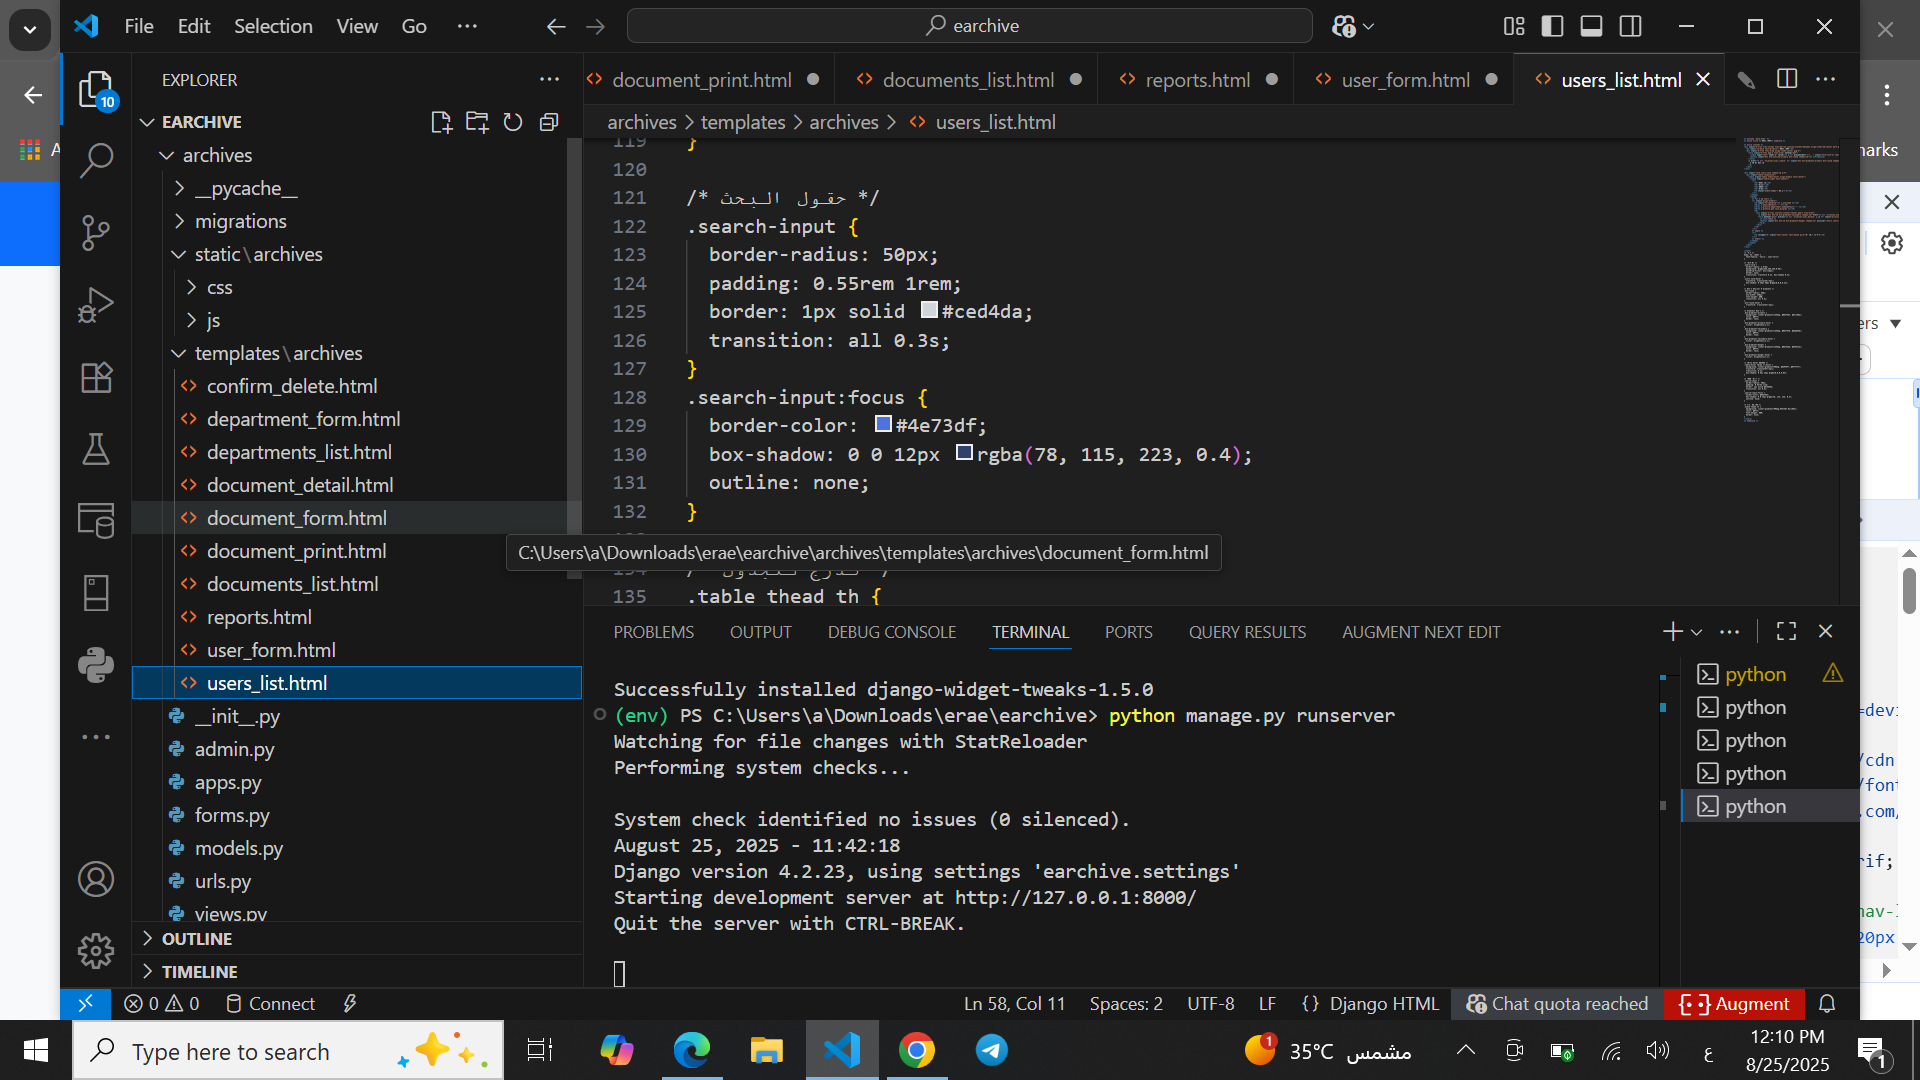 File Edit Selection View Go ··· earchive
EXPLORER
10
EARCHIVE
archives
__pycache__
migrations
static\archives
css
js
templates\archives
confirm_delete.html
department_form.html
departments_list.html
document_detail.html
document_form.html
document_print.html
documents_list.html
reports.html
user_form.html
users_list.html
__init__.py
admin.py
apps.py
forms.py
models.py
urls.py
views.py
OUTLINE
TIMELINE
document_print.html documents_list.html reports.html user_form.html users_list.html
archives > templates > archives > users_list.html
119 }
120
121 /* حقول البحث */
122 .search-input {
123 border-radius: 50px;
124 padding: 0.55rem 1rem;
125 border: 1px solid #ced4da;
126 transition: all 0.3s;
127 }
128 .search-input:focus {
129 border-color: #4e73df;
130 box-shadow: 0 0 12px rgba(78, 115, 223, 0.4);
131 outline: none;
132 }
C:\Users\a\Downloads\erae\earchive\archives\templates\archives\document_form.html
135 .table thead th {
PROBLEMS OUTPUT DEBUG CONSOLE TERMINAL PORTS QUERY RESULTS AUGMENT NEXT EDIT
Successfully installed django-widget-tweaks-1.5.0
(env) PS C:\Users\a\Downloads\erae\earchive> python manage.py runserver
Watching for file changes with StatReloader
Performing system checks...
System check identified no issues (0 silenced).
August 25, 2025 - 11:42:18
Django version 4.2.23, using settings 'earchive.settings'
Starting development server at http://127.0.0.1:8000/
Quit the server with CTRL-BREAK.
python
python
python
python
python
0 0 Connect Ln 58, Col 11 Spaces: 2 UTF-8 LF {} Django HTML Chat quota reached Augment
Type here to search
1 35°C مشمس ع 12:10 PM
8/25/2025
1